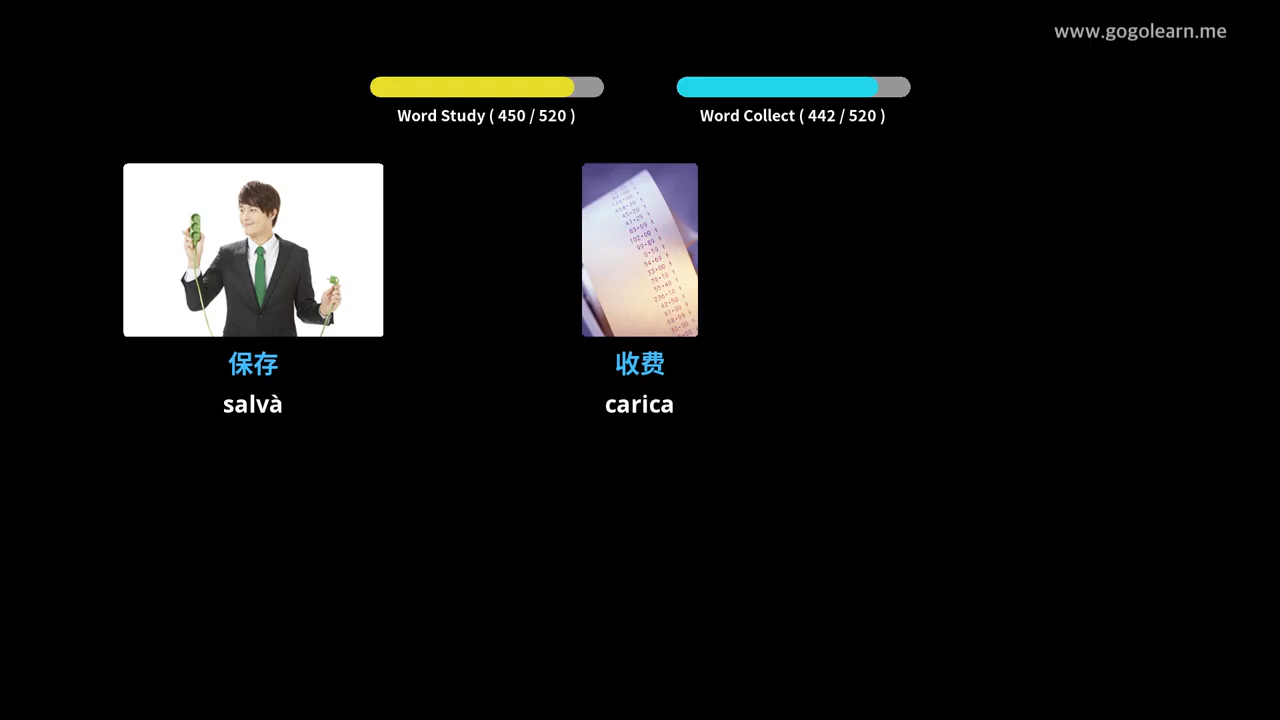 www.gogolearn.me
Word Study ( 450 / 520 )
Word Collect ( 442 / 520 )
保存
收费
salvà
carica